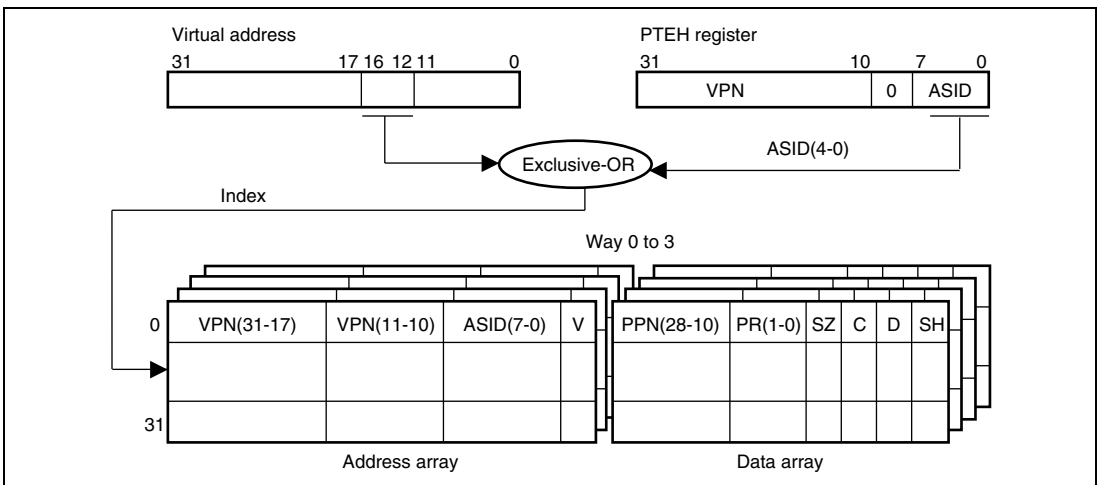 Virtual address
31 17 16 12 11 0
PTEH register
31 10 7 0
VPN 0 ASID
Exclusive-OR
ASID(4-0)
Index
Way 0 to 3
0 VPN(31-17) VPN(11-10) ASID(7-0) V PPN(28-10) PR(1-0) SZ C D SH
31
Address array
Data array